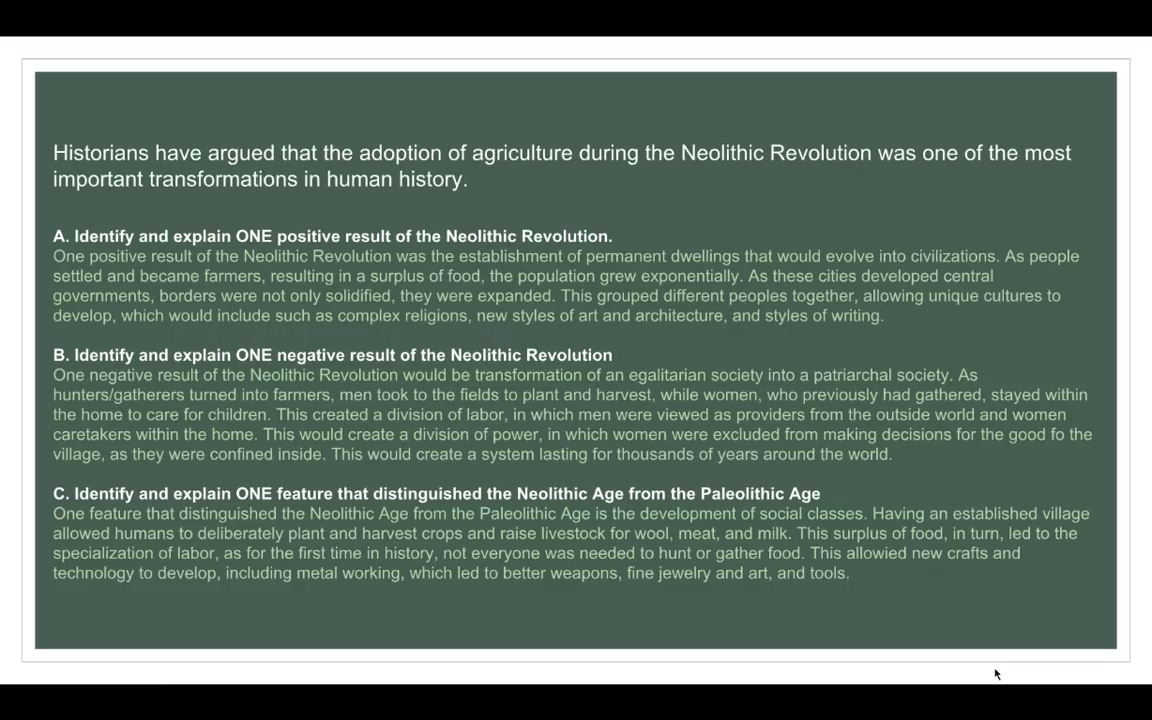 Historians have argued that the adoption of agriculture during the Neolithic Revolution was one of the most
important transformations in human history.
A. Identify and explain ONE positive result of the Neolithic Revolution.
One positive result of the Neolithic Revolution was the establishment of permanent dwellings that would evolve into civilizations. As people
settled and became farmers, resulting in a surplus of food, the population grew exponentially. As these cities developed central
governments, borders were not only solidified, they were expanded. This grouped different peoples together, allowing unique cultures to
develop, which would include such as complex religions, new styles of art and architecture, and styles of writing.
B. Identify and explain ONE negative result of the Neolithic Revolution
One negative result of the Neolithic Revolution would be transformation of an egalitarian society into a patriarchal society. As
hunters/gatherers turned into farmers, men took to the fields to plant and harvest, while women, who previously had gathered, stayed within
the home to care for children. This created a division of labor, in which men were viewed as providers from the outside world and women
caretakers within the home. This would create a division of power, in which women were excluded from making decisions for the good fo the
village, as they were confined inside. This would create a system lasting for thousands of years around the world.
C. Identify and explain ONE feature that distinguished the Neolithic Age from the Paleolithic Age
One feature that distinguished the Neolithic Age from the Paleolithic Age is the development of social classes. Having an established village
allowed humans to deliberately plant and harvest crops and raise livestock for wool, meat, and milk. This surplus of food, in turn, led to the
specialization of labor, as for the first time in history, not everyone was needed to hunt or gather food. This allowied new crafts and
technology to develop, including metal working, which led to better weapons, fine jewelry and art, and tools.